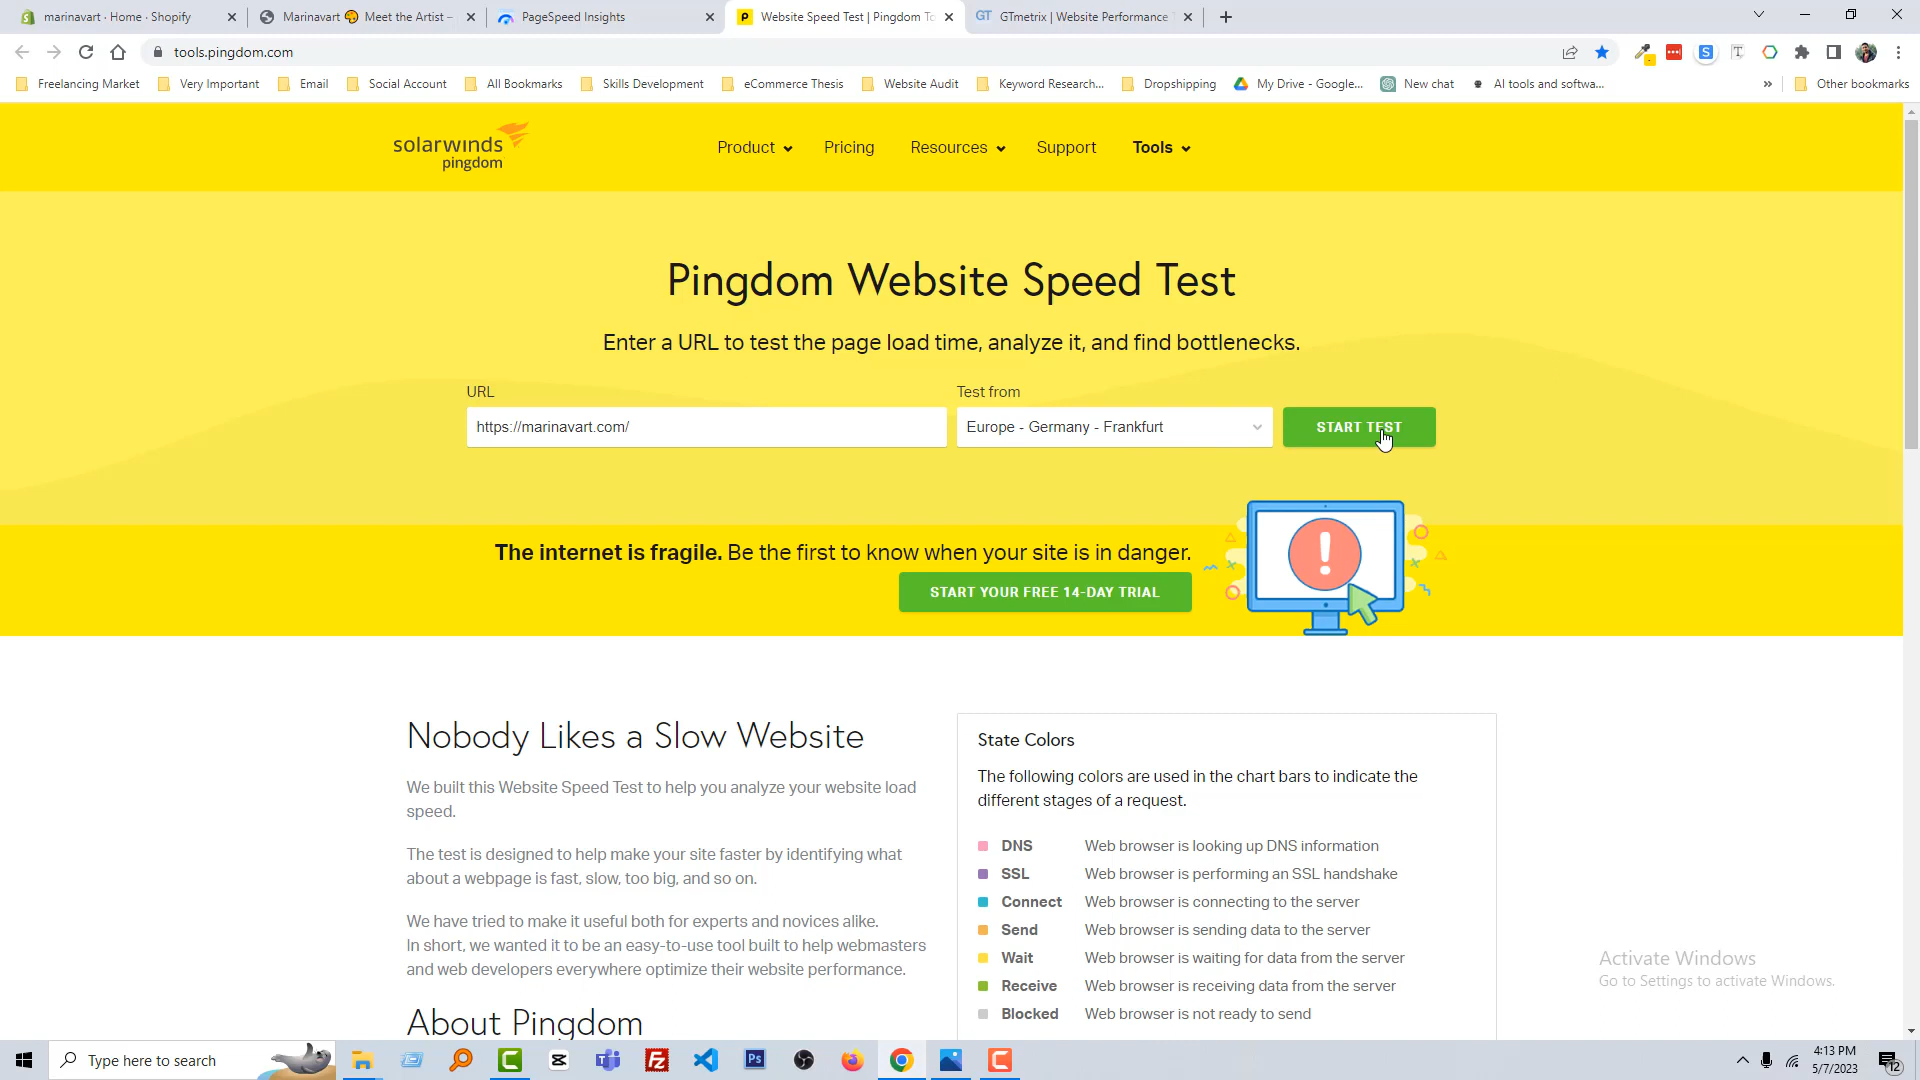 marinavart · Home · Shopify
Marinavart Meet the Artist –
PageSpeed Insights
Website Speed Test | Pingdom To
GTmetrix | Website Performance T
tools.pingdom.com
Freelancing Market
Very Important
Email
Social Account
All Bookmarks
Skills Development
eCommerce Thesis
Website Audit
Keyword Research...
Dropshipping
My Drive - Google...
New chat
AI tools and softwa...
»
Other bookmarks
solarwinds
pingdom
Product
Pricing
Resources
Support
Tools
Pingdom Website Speed Test
Enter a URL to test the page load time, analyze it, and find bottlenecks.
URL
Test from
https://marinavart.com/
Europe - Germany - Frankfurt
START TEST
The internet is fragile. Be the first to know when your site is in danger.
START YOUR FREE 14-DAY TRIAL
Nobody Likes a Slow Website
We built this Website Speed Test to help you analyze your website load
speed.
The test is designed to help make your site faster by identifying what
about a webpage is fast, slow, too big, and so on.
We have tried to make it useful both for experts and novices alike.
In short, we wanted it to be an easy-to-use tool built to help webmasters
and web developers everywhere optimize their website performance.
About Pingdom
State Colors
The following colors are used in the chart bars to indicate the
different stages of a request.
DNS Web browser is looking up DNS information
SSL Web browser is performing an SSL handshake
Connect Web browser is connecting to the server
Send Web browser is sending data to the server
Wait Web browser is waiting for data from the server
Receive Web browser is receiving data from the server
Blocked Web browser is not ready to send
Activate Windows
Go to Settings to activate Windows.
Type here to search
4:13 PM
5/7/2023
12